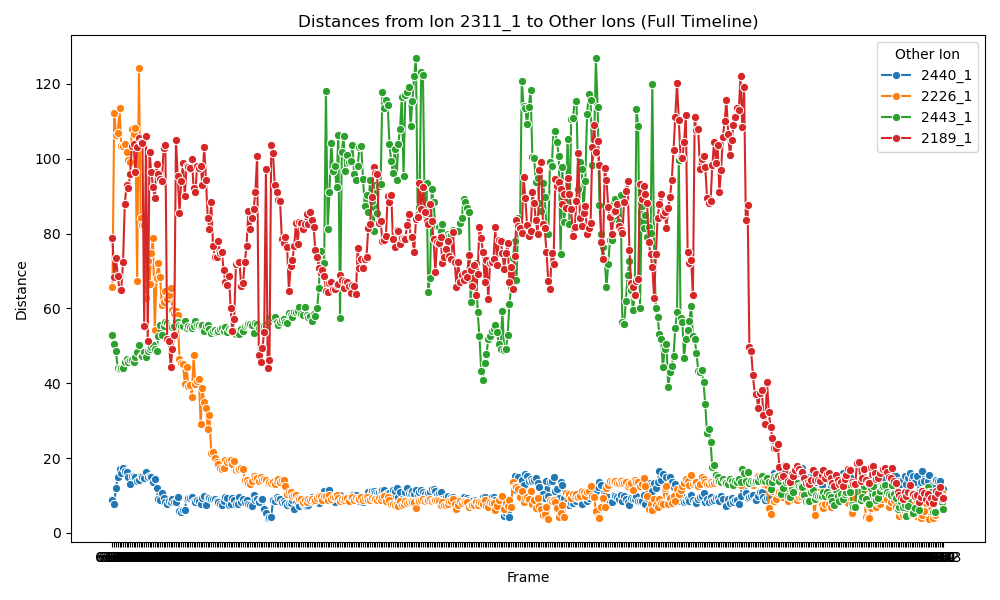 Distances from Ion 2311_1 to Other Ions (Full Timeline)
Other Ion
2440_1
2226_1
2443_1
2189_1
Distance
120
100
80
60
40
20
0
Frame